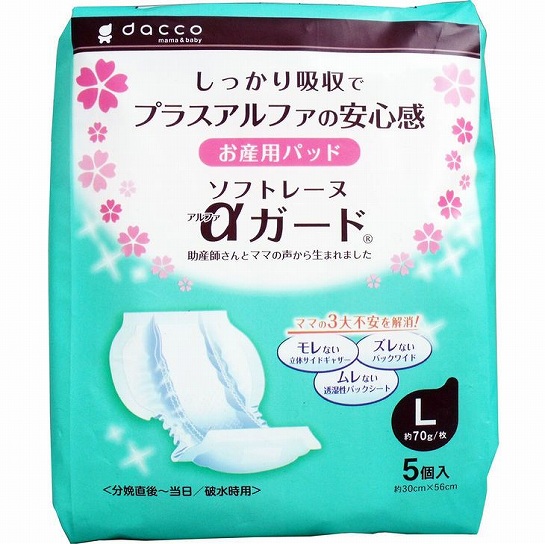 dacco
mama & baby
しっかり吸収で
プラスアルファの安心感
お産用パッド
ソフトレーヌ
アルファ
αガード®
助産師さんとママの声から生まれました
ママの3大不安を解消!
モレない
立体サイドギャザー
ズレない
バックワイド
ムレない
透湿性バックシート
L
約70g/枚
5個入
約30cm×56cm
<分娩直後~当日/破水時用>